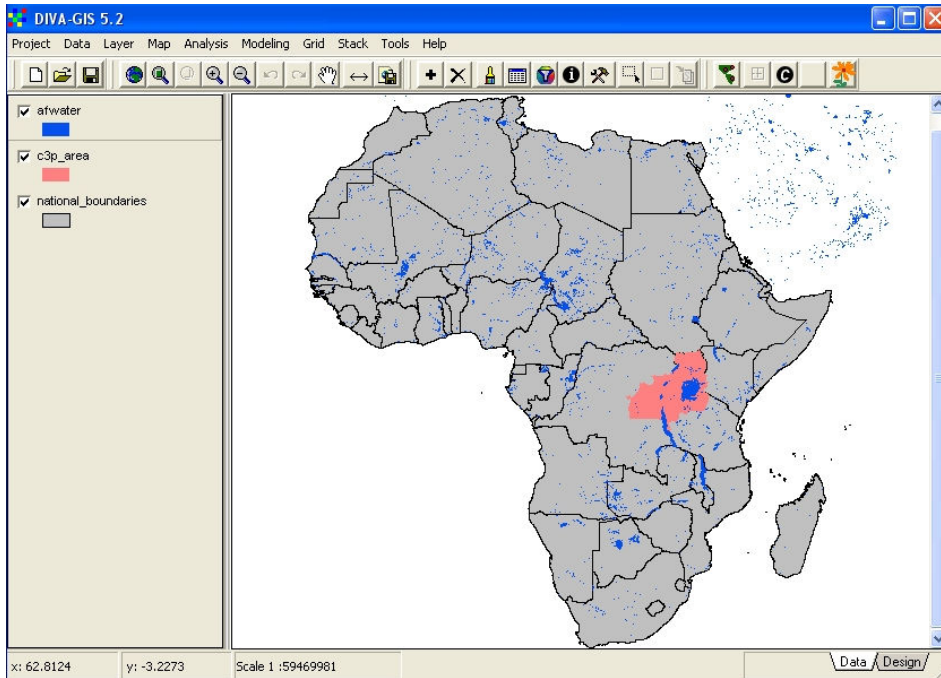 DIVA-GIS 5.2
Project Data Layer Map Analysis Modeling Grid Stack Tools Help
afwater
c3p_area
national_boundaries
x: 62.8124 y: -3.2273 Scale 1 :59469981 Data Design